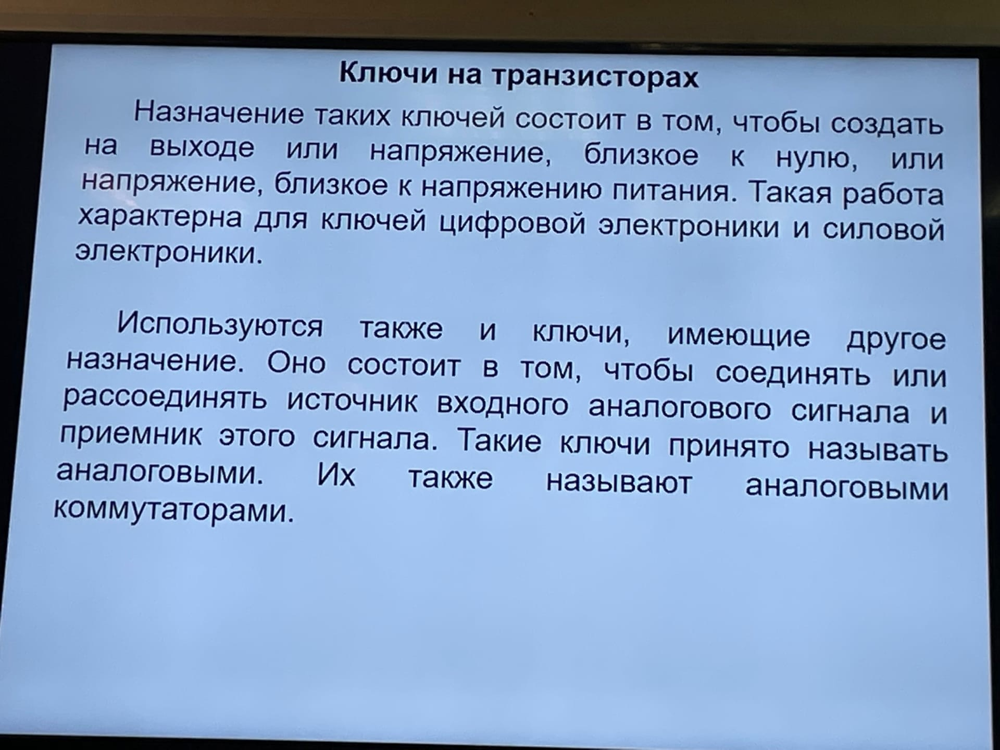 Ключи на транзисторах
Назначение таких ключей состоит в том, чтобы создать
на выходе или напряжение, близкое к нулю, или
напряжение, близкое к напряжению питания. Такая работа
характерна для ключей цифровой электроники и силовой
электроники.
Используются также и ключи, имеющие другое
назначение. Оно состоит в том, чтобы соединять или
рассоединять источник входного аналогового сигнала и
приемник этого сигнала. Такие ключи принято называть
аналоговыми. Их также называют аналоговыми
коммутаторами.